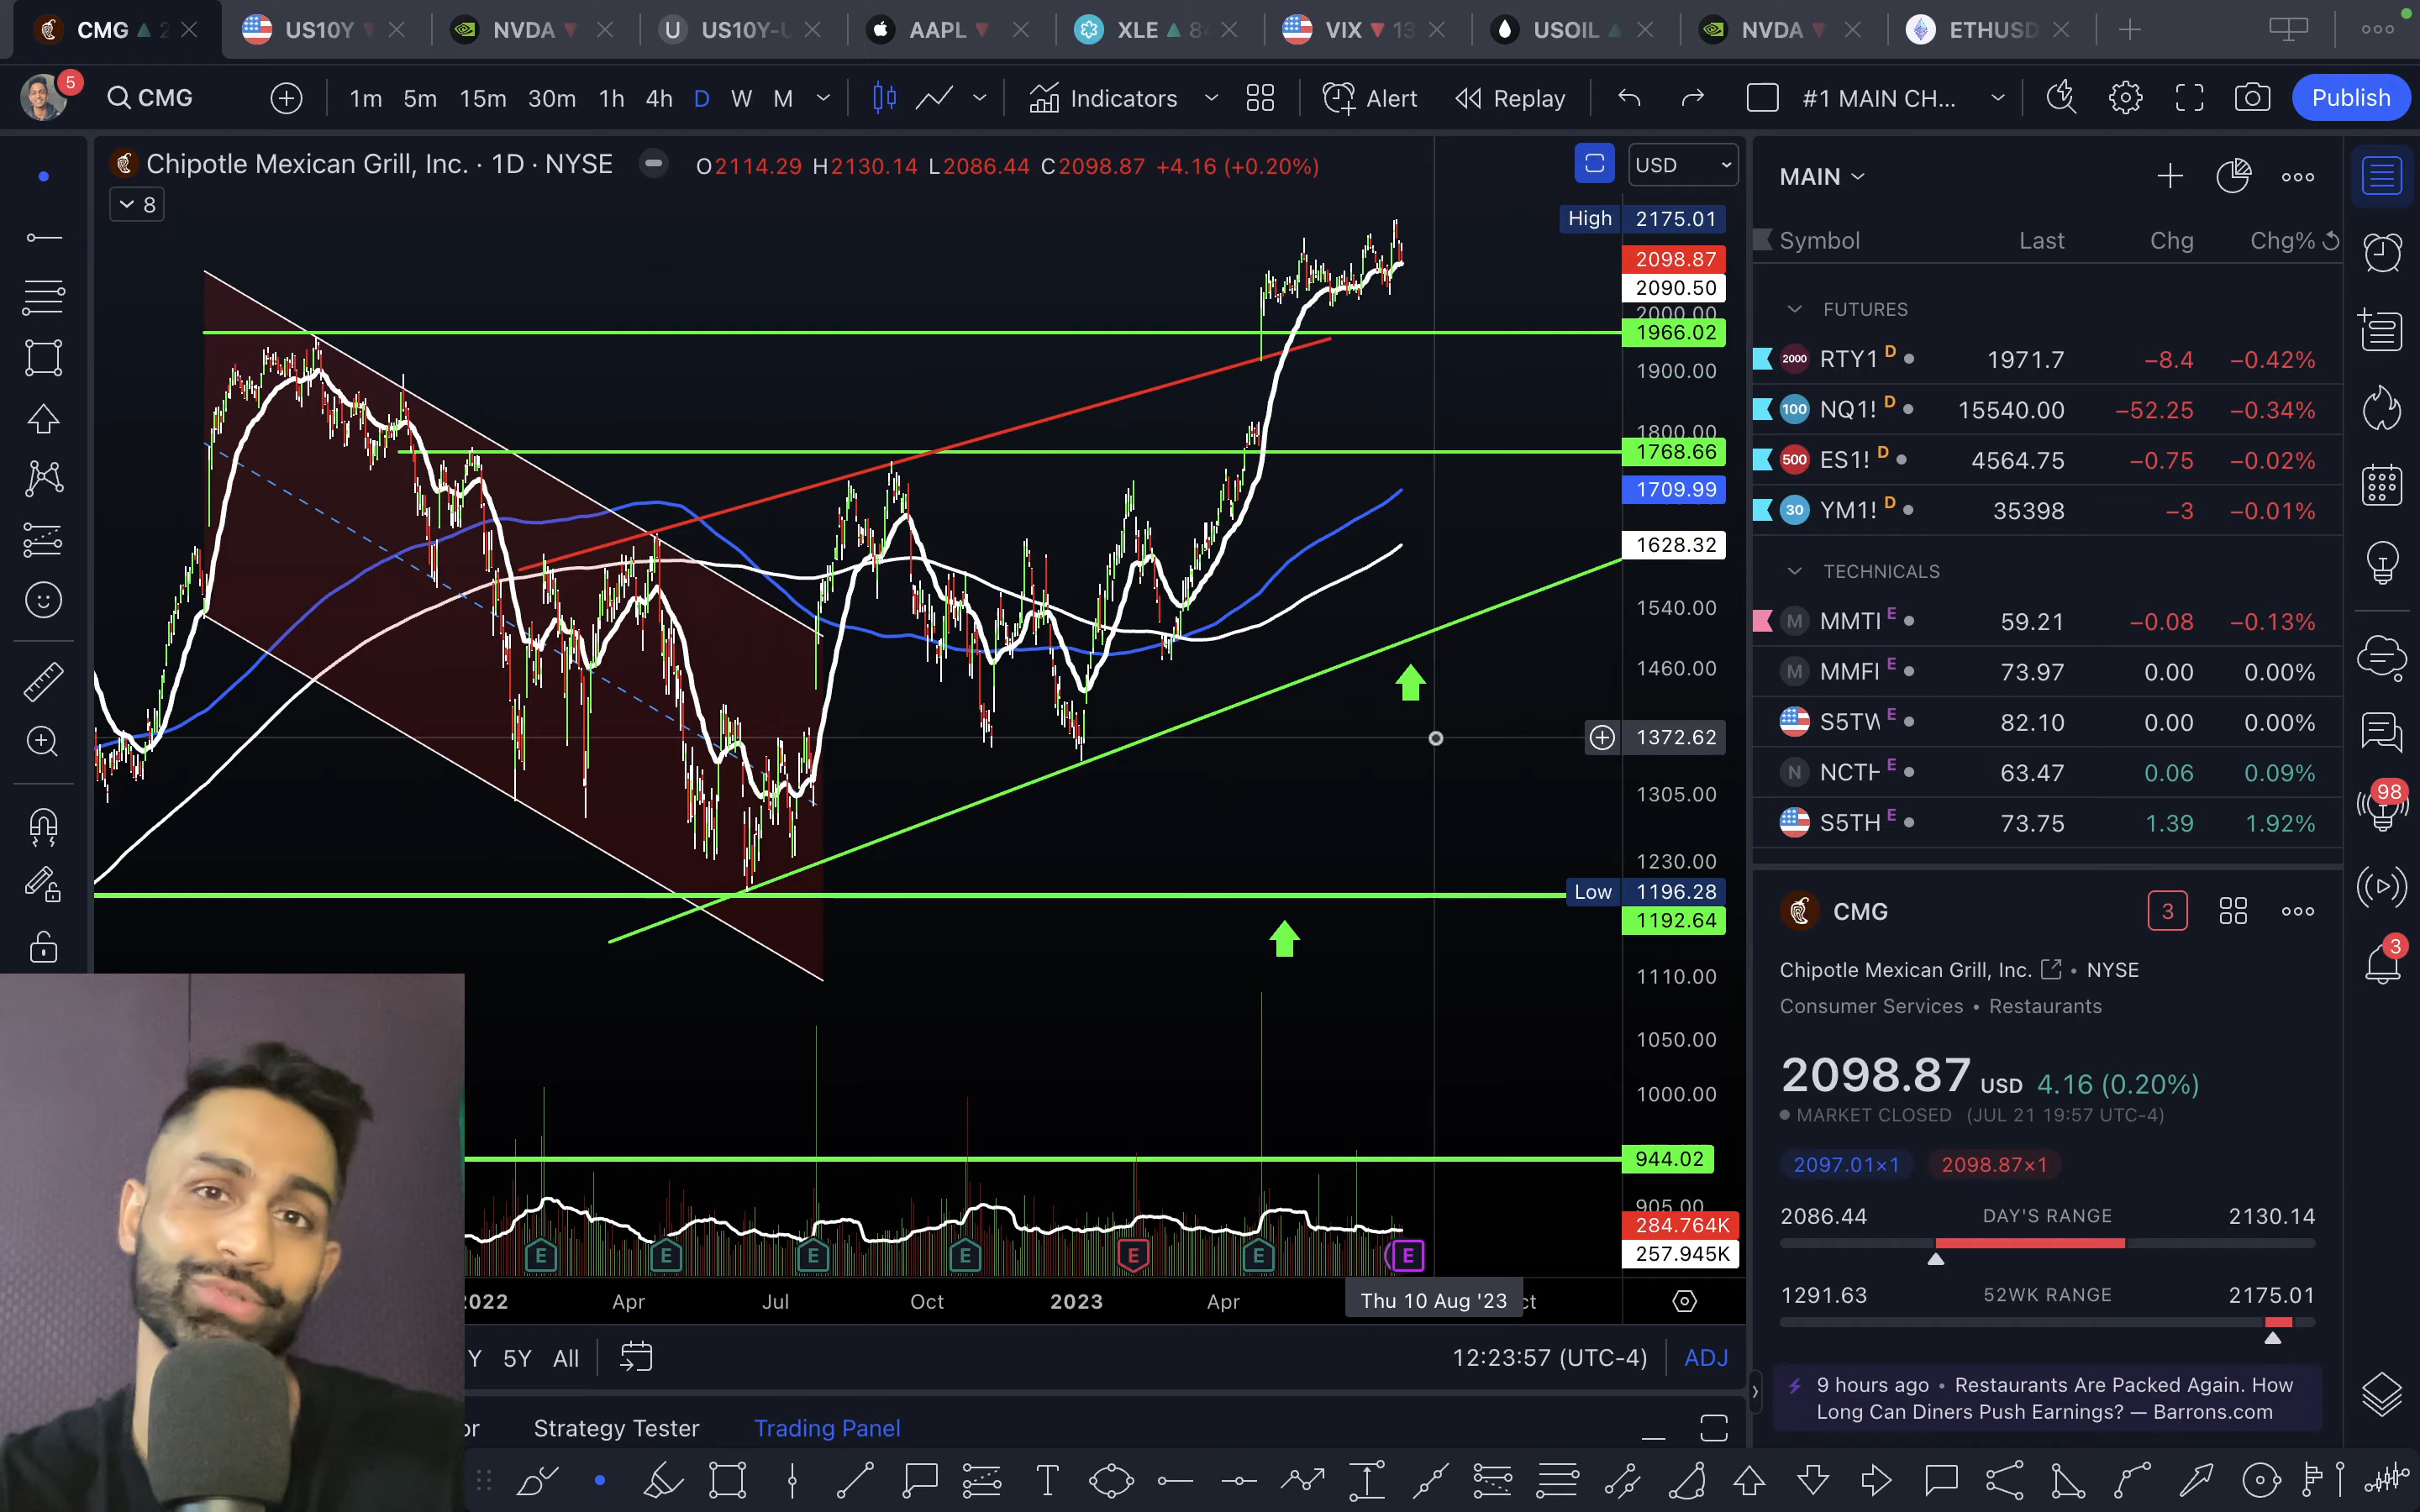 CMG
US10Y
NVDA
US10Y-U
AAPL
XLE
VIX 13
USOIL
NVDA
ETHUSD
5
CMG
1m 5m 15m 30m 1h 4h D W M
Indicators
Alert
Replay
#1 MAIN CH...
Publish
Chipotle Mexican Grill, Inc. · 1D · NYSE
O2114.29 H2130.14 L2086.44 C2098.87 +4.16 (+0.20%)
USD
8
High 2175.01
2098.87
2090.50
2000.00
1966.02
1900.00
1800.00
1768.66
1709.99
1628.32
1540.00
1460.00
1372.62
1305.00
1230.00
Low 1196.28
1192.64
1110.00
1050.00
1000.00
944.02
905.00
284.764K
257.945K
E E E E E E E
2022 Apr Jul Oct 2023 Apr Thu 10 Aug '23 ct
Y 5Y All
12:23:57 (UTC-4) ADJ
or Strategy Tester Trading Panel
MAIN
Symbol Last Chg Chg%
FUTURES
2000 RTY1 D 1971.7 −8.4 −0.42%
100 NQ1! D 15540.00 −52.25 −0.34%
500 ES1! D 4564.75 −0.75 −0.02%
30 YM1! D 35398 −3 −0.01%
TECHNICALS
M MMTI E 59.21 −0.08 −0.13%
M MMFI E 73.97 0.00 0.00%
S5TW E 82.10 0.00 0.00%
N NCTH E 63.47 0.06 0.09%
S5TH E 73.75 1.39 1.92%
CMG
3
Chipotle Mexican Grill, Inc. • NYSE
Consumer Services • Restaurants
2098.87 USD 4.16 (0.20%)
MARKET CLOSED (JUL 21 19:57 UTC-4)
2097.01×1 2098.87×1
2086.44 DAY'S RANGE 2130.14
1291.63 52WK RANGE 2175.01
9 hours ago • Restaurants Are Packed Again. How
Long Can Diners Push Earnings? — Barrons.com
98
3
T